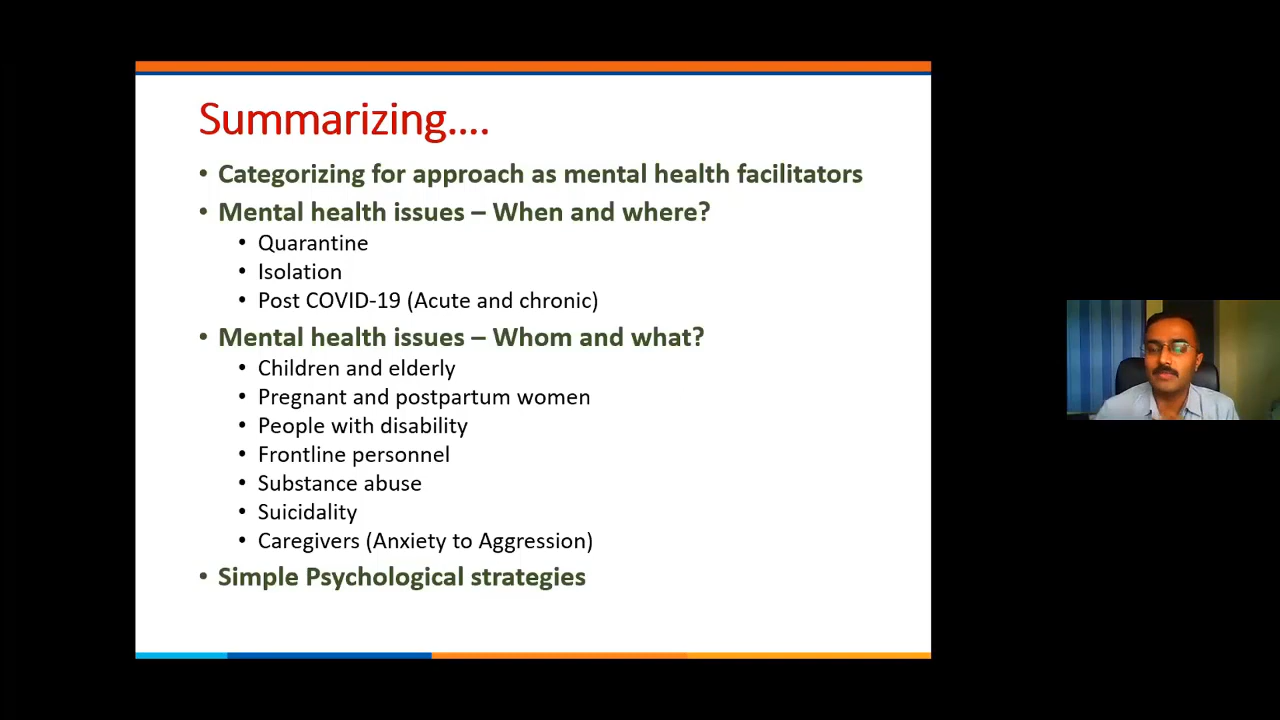 Summarizing....
• Categorizing for approach as mental health facilitators
• Mental health issues – When and where?
• Quarantine
• Isolation
• Post COVID-19 (Acute and chronic)
• Mental health issues – Whom and what?
• Children and elderly
• Pregnant and postpartum women
• People with disability
• Frontline personnel
• Substance abuse
• Suicidality
• Caregivers (Anxiety to Aggression)
• Simple Psychological strategies